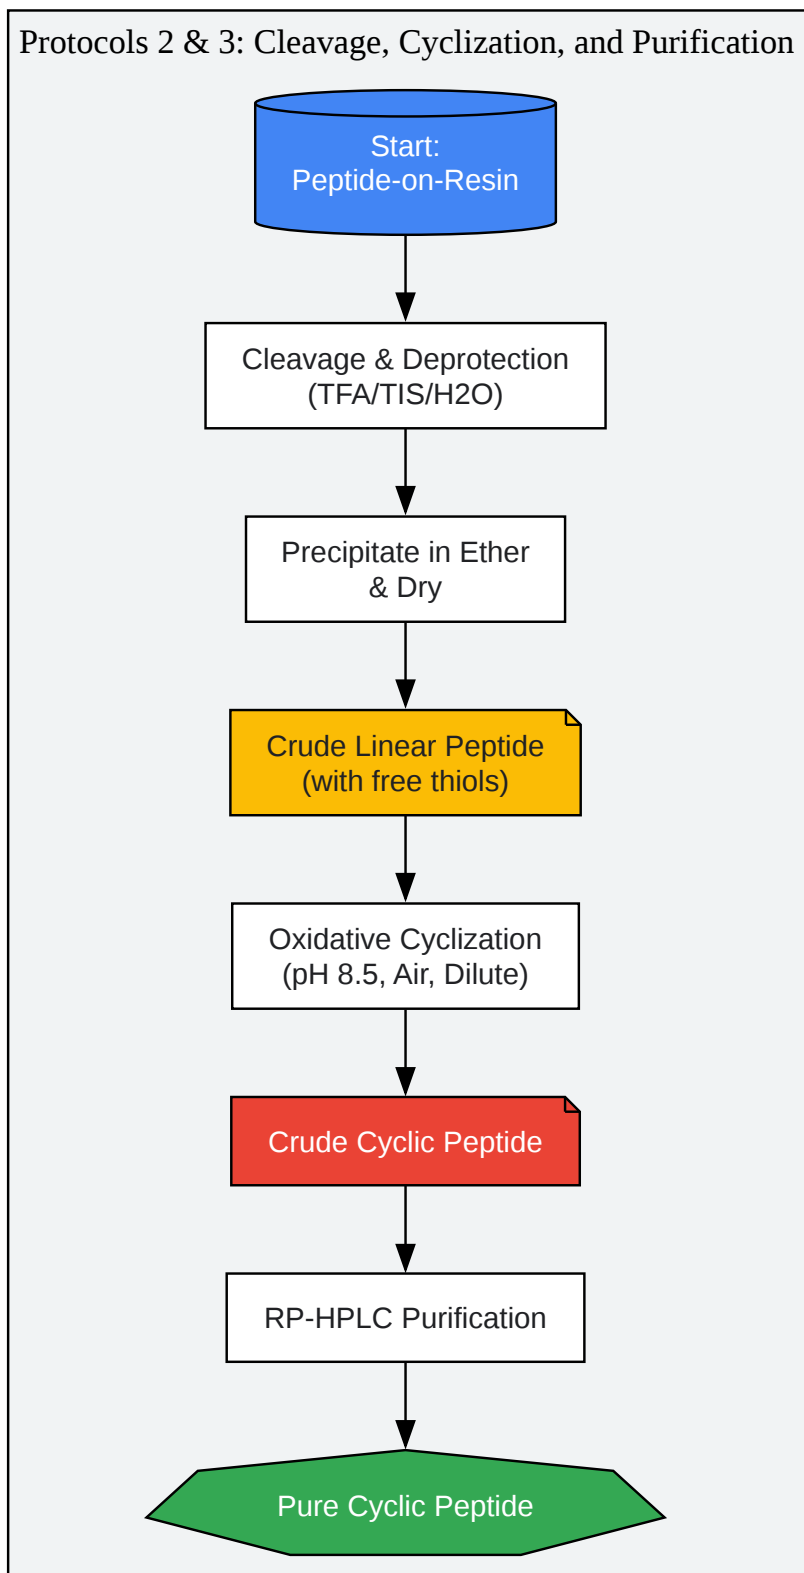 Protocols 2 & 3: Cleavage, Cyclization, and Purification
Start:
Peptide-on-Resin
Cleavage & Deprotection
(TFA/TIS/H2O)
Precipitate in Ether
& Dry
Crude Linear Peptide
(with free thiols)
Oxidative Cyclization
(pH 8.5, Air, Dilute)
Crude Cyclic Peptide
RP-HPLC Purification
Pure Cyclic Peptide